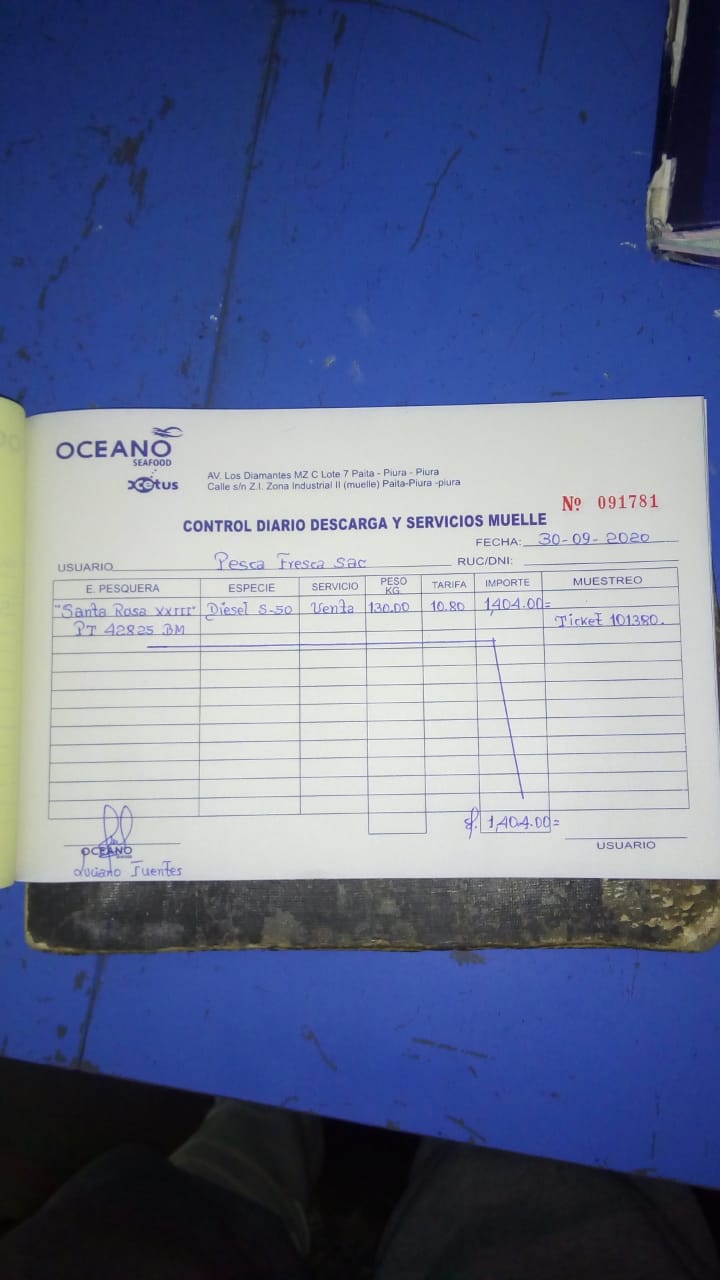 OCEANO
SEAFOOD
xcetus
AV. Los Diamantes MZ C Lote 7 Paita - Piura - Piura
Calle s/n Z.I. Zona Industrial II (muelle) Paita-Piura -piura
Nº 091781
CONTROL DIARIO DESCARGA Y SERVICIOS MUELLE
FECHA: 30-09-2020
USUARIO Pesca Fresca SAC RUC/DNI:
E. PESQUERA ESPECIE SERVICIO PESO KG. TARIFA IMPORTE MUESTREO
"Santa Rosa XXIII" Diesel S-50 Venta 130.00 10.80 1,404.00=
PT 42825 BM Ticket 101380.
S/. 1,404.00=
OCEANO
Luciano Fuentes
USUARIO